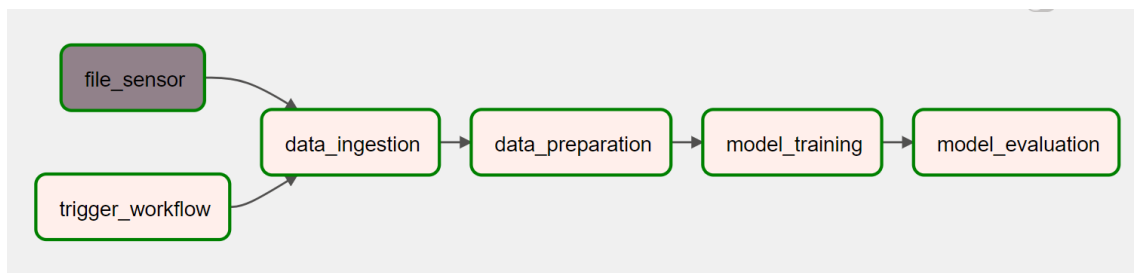 file_sensor
data_ingestion
data_preparation
model_training
model_evaluation
trigger_workflow